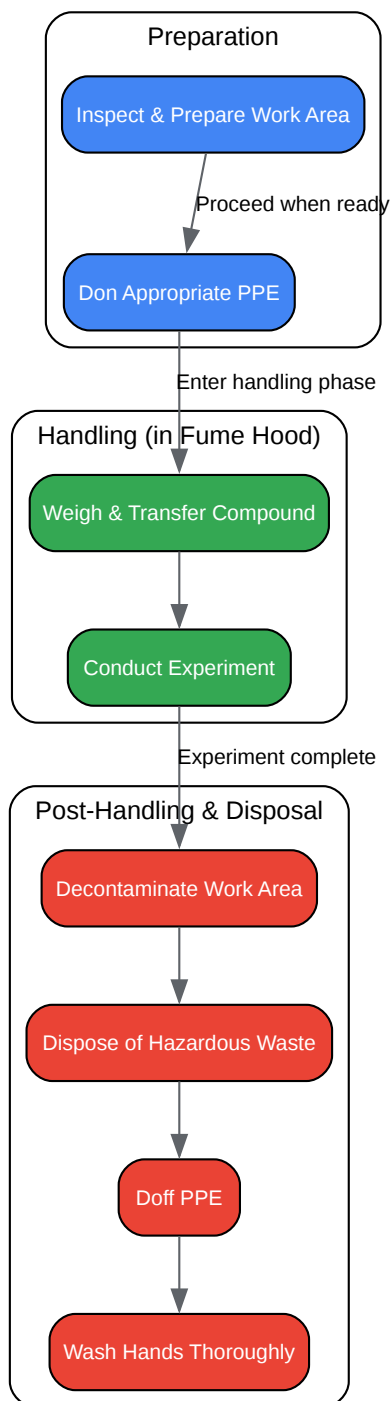 Preparation
Inspect & Prepare Work Area
Proceed when ready
Don Appropriate PPE
Enter handling phase
Handling (in Fume Hood)
Weigh & Transfer Compound
Conduct Experiment
Experiment complete
Post-Handling & Disposal
Decontaminate Work Area
Dispose of Hazardous Waste
Doff PPE
Wash Hands Thoroughly